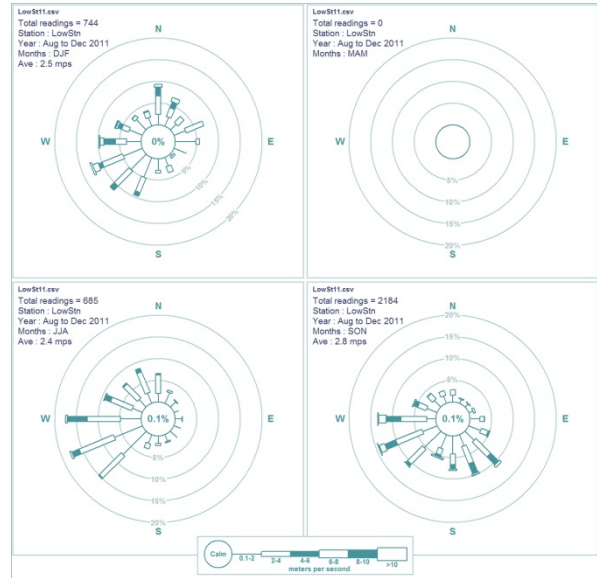 LowSt11.csv
Total readings = 744
Station : LowStn
Year : Aug to Dec 2011
Months : DJF
Ave : 2.5 mps
N
W
E
S
0%
5%
10%
15%
20%
LowSt11.csv
Total readings = 0
Station : LowStn
Year : Aug to Dec 2011
Months : MAM
N
W
E
5%
10%
15%
20%
S
LowSt11.csv
Total readings = 685
Station : LowStn
Year : Aug to Dec 2011
Months : JJA
Ave : 2.4 mps
N
W
E
0.1%
5%
10%
15%
20%
S
LowSt11.csv
Total readings = 2184
Station : LowStn
Year : Aug to Dec 2011
Months : SON
Ave : 2.8 mps
N
20%
15%
10%
5%
W
E
0.1%
S
Calm
0.1-2
2-4
4-6
6-8
8-10
>10
meters per second